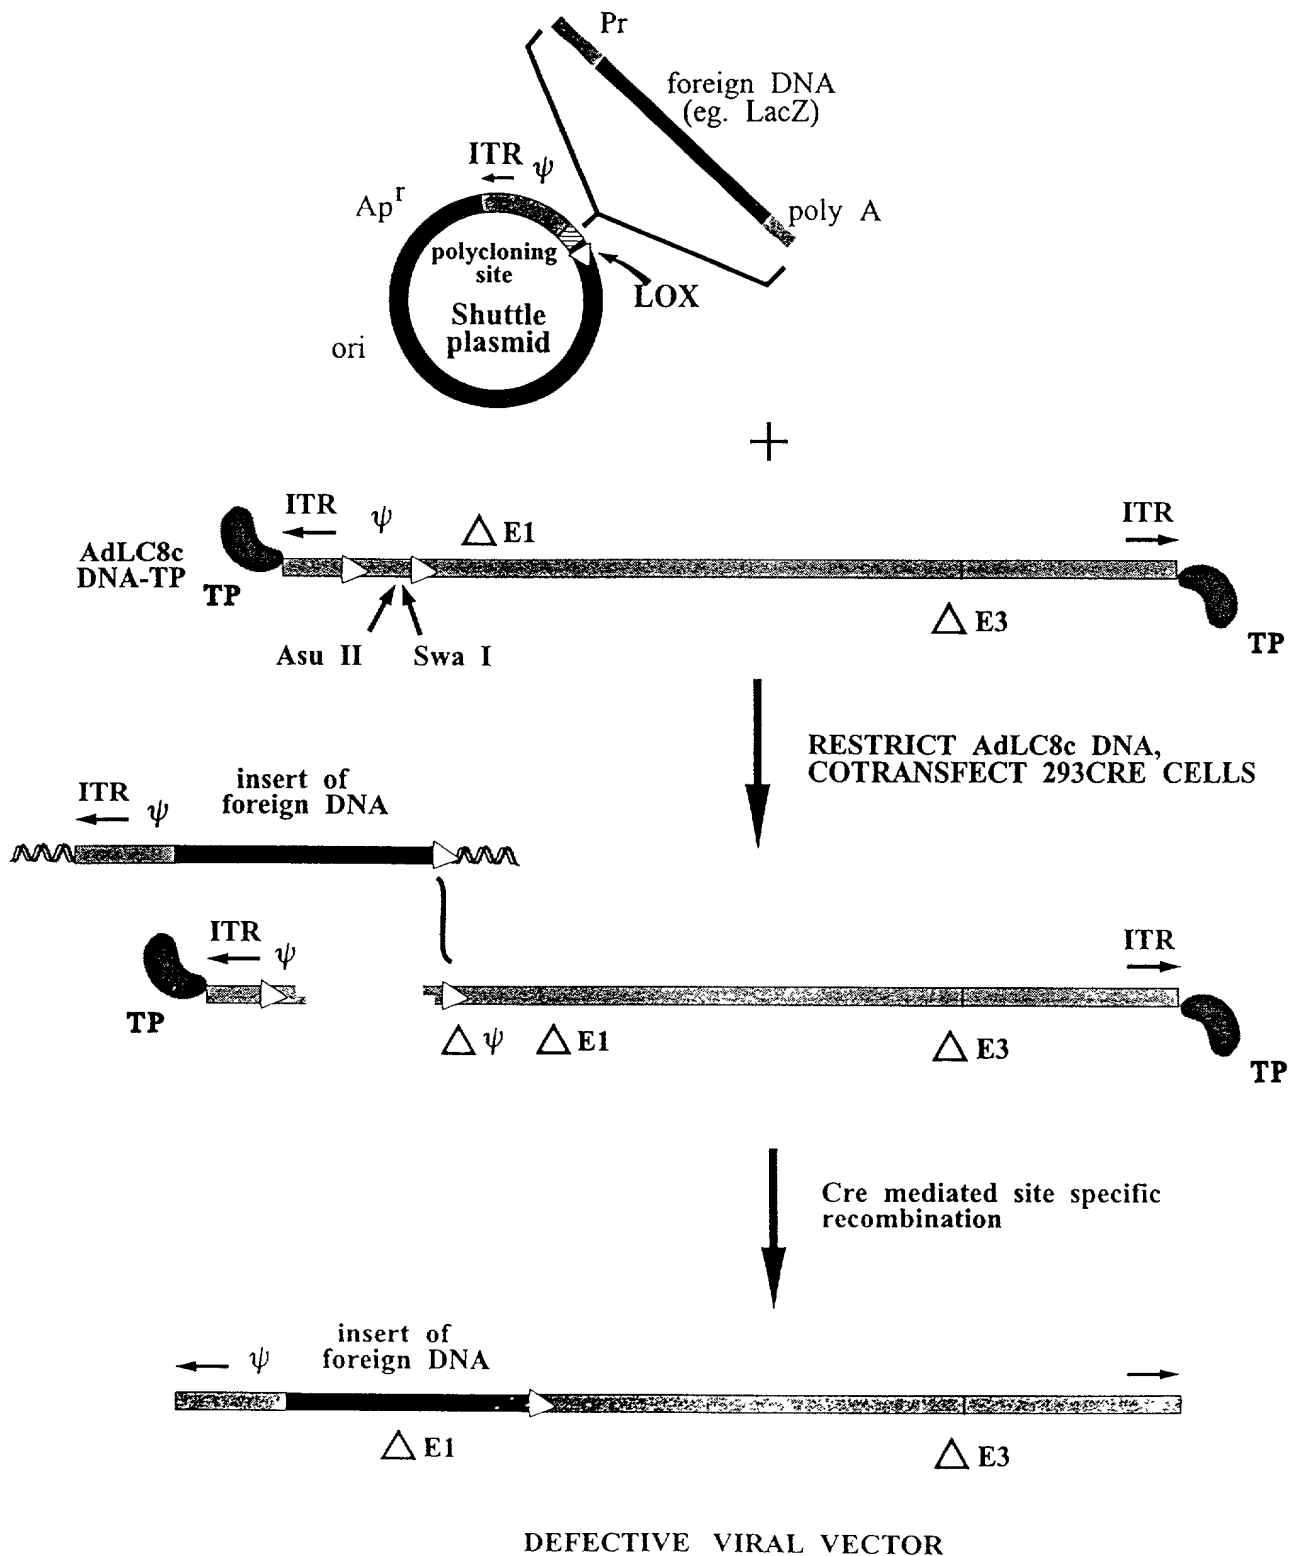 Pr
foreign DNA
(eg. LacZ)
ITR ψ
Ap^r
poly A
polycloning
site
LOX
Shuttle
plasmid
ori
+
ITR ψ △ E1 ITR
AdLC8c
DNA-TP
TP
△ E3
TP
Asu II Swa I
RESTRICT AdLC8c DNA,
COTRANSFECT 293CRE CELLS
insert of
foreign DNA
ITR ψ
ITR ψ ITR
TP
△ ψ △ E1 △ E3
TP
Cre mediated site specific
recombination
insert of
foreign DNA
ψ
△ E1 △ E3
DEFECTIVE VIRAL VECTOR